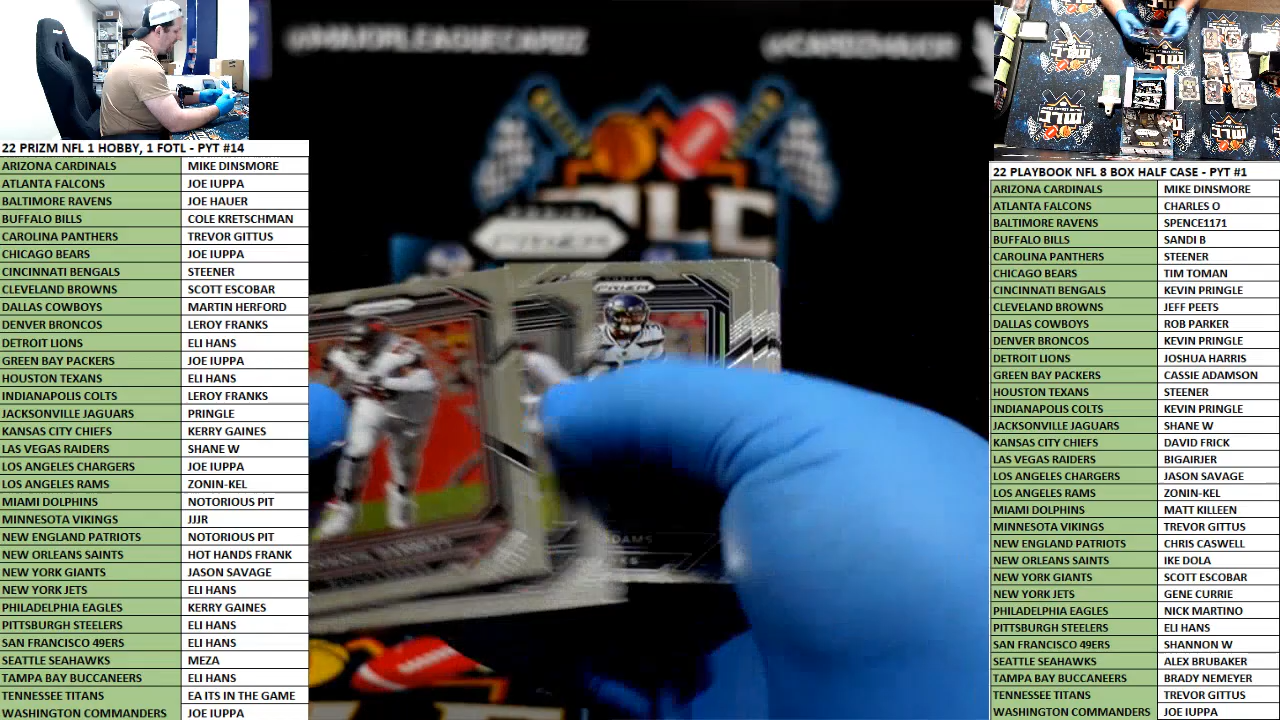 22 PRIZM NFL 1 HOBBY, 1 FOTL - PYT #14
ARIZONA CARDINALS MIKE DINSMORE
ATLANTA FALCONS JOE IUPPA
BALTIMORE RAVENS JOE HAUER
BUFFALO BILLS COLE KRETSCHMAN
CAROLINA PANTHERS TREVOR GITTUS
CHICAGO BEARS JOE IUPPA
CINCINNATI BENGALS STEENER
CLEVELAND BROWNS SCOTT ESCOBAR
DALLAS COWBOYS MARTIN HERFORD
DENVER BRONCOS LEROY FRANKS
DETROIT LIONS ELI HANS
GREEN BAY PACKERS JOE IUPPA
HOUSTON TEXANS ELI HANS
INDIANAPOLIS COLTS LEROY FRANKS
JACKSONVILLE JAGUARS PRINGLE
KANSAS CITY CHIEFS KERRY GAINES
LAS VEGAS RAIDERS SHANE W
LOS ANGELES CHARGERS JOE IUPPA
LOS ANGELES RAMS ZONIN-KEL
MIAMI DOLPHINS NOTORIOUS PIT
MINNESOTA VIKINGS JJJR
NEW ENGLAND PATRIOTS NOTORIOUS PIT
NEW ORLEANS SAINTS HOT HANDS FRANK
NEW YORK GIANTS JASON SAVAGE
NEW YORK JETS ELI HANS
PHILADELPHIA EAGLES KERRY GAINES
PITTSBURGH STEELERS ELI HANS
SAN FRANCISCO 49ERS ELI HANS
SEATTLE SEAHAWKS MEZA
TAMPA BAY BUCCANEERS ELI HANS
TENNESSEE TITANS EA ITS IN THE GAME
WASHINGTON COMMANDERS JOE IUPPA
@MAJORLEAGUECARDZ
MLC
PRIZM
PRIZM
ADAMS
MLC
22 PLAYBOOK NFL 8 BOX HALF CASE - PYT #1
ARIZONA CARDINALS MIKE DINSMORE
ATLANTA FALCONS CHARLES O
BALTIMORE RAVENS SPENCE1171
BUFFALO BILLS SANDI B
CAROLINA PANTHERS STEENER
CHICAGO BEARS TIM TOMAN
CINCINNATI BENGALS KEVIN PRINGLE
CLEVELAND BROWNS JEFF PEETS
DALLAS COWBOYS ROB PARKER
DENVER BRONCOS KEVIN PRINGLE
DETROIT LIONS JOSHUA HARRIS
GREEN BAY PACKERS CASSIE ADAMSON
HOUSTON TEXANS STEENER
INDIANAPOLIS COLTS KEVIN PRINGLE
JACKSONVILLE JAGUARS SHANE W
KANSAS CITY CHIEFS DAVID FRICK
LAS VEGAS RAIDERS BIGAIRJER
LOS ANGELES CHARGERS JASON SAVAGE
LOS ANGELES RAMS ZONIN-KEL
MIAMI DOLPHINS MATT KILLEEN
MINNESOTA VIKINGS TREVOR GITTUS
NEW ENGLAND PATRIOTS CHRIS CASWELL
NEW ORLEANS SAINTS IKE DOLA
NEW YORK GIANTS SCOTT ESCOBAR
NEW YORK JETS GENE CURRIE
PHILADELPHIA EAGLES NICK MARTINO
PITTSBURGH STEELERS ELI HANS
SAN FRANCISCO 49ERS SHANNON W
SEATTLE SEAHAWKS ALEX BRUBAKER
TAMPA BAY BUCCANEERS BRADY NEMEYER
TENNESSEE TITANS TREVOR GITTUS
WASHINGTON COMMANDERS JOE IUPPA